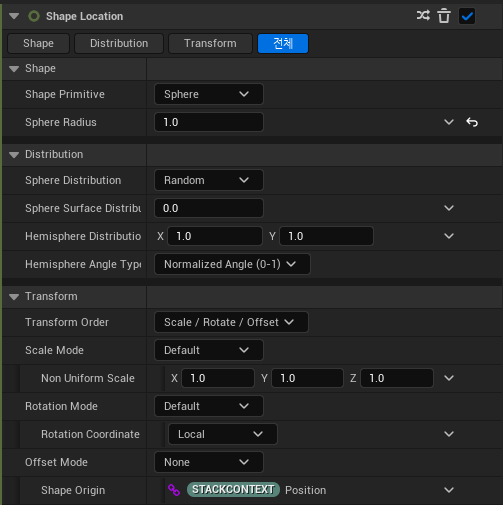 Shape Location
Shape Distribution Transform 전체
Shape
Shape Primitive Sphere
Sphere Radius 1.0
Distribution
Sphere Distribution Random
Sphere Surface Distribu 0.0
Hemisphere Distributio X 1.0 Y 1.0
Hemisphere Angle Type Normalized Angle (0-1)
Transform
Transform Order Scale / Rotate / Offset
Scale Mode Default
Non Uniform Scale X 1.0 Y 1.0 Z 1.0
Rotation Mode Default
Rotation Coordinate Local
Offset Mode None
Shape Origin STACKCONTEXT Position